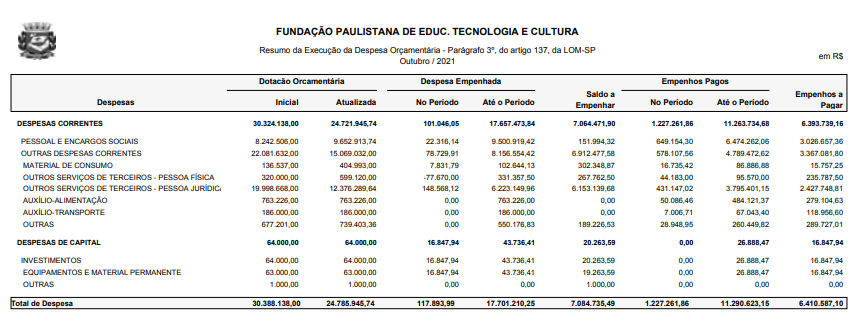 FUNDAÇÃO PAULISTANA DE EDUC. TECNOLOGIA E CULTURA
Resumo da Execução da Despesa Orçamentária - Parágrafo 3º, do artigo 137, da LOM-SP
Outubro / 2021
em R$
Dotacão Orcamentária Despesa Empenhada Empenhos Pagos
Despesas Inicial Atualizada No Período Até o Período Saldo a Empenhar No Período Até o Período Empenhos a Pagar
DESPESAS CORRENTES 30.324.138,00 24.721.945,74 101.046,05 17.657.473,84 7.064.471,90 1.227.261,86 11.263.734,68 6.393.739,16
PESSOAL E ENCARGOS SOCIAIS 8.242.506,00 9.652.913,74 22.316,14 9.500.919,42 151.994,32 649.154,30 6.474.262,06 3.026.657,36
OUTRAS DESPESAS CORRENTES 22.081.632,00 15.069.032,00 78.729,91 8.156.554,42 6.912.477,58 578.107,56 4.789.472,62 3.367.081,80
MATERIAL DE CONSUMO 136.537,00 404.993,00 7.831,79 102.644,13 302.348,87 16.735,42 86.886,88 15.757,25
OUTROS SERVIÇOS DE TERCEIROS - PESSOA FÍSICA 320.000,00 599.120,00 -77.670,00 331.357,50 267.762,50 44.183,00 95.570,00 235.787,50
OUTROS SERVIÇOS DE TERCEIROS - PESSOA JURÍDIC 19.998.668,00 12.376.289,64 148.568,12 6.223.149,96 6.153.139,68 431.147,02 3.795.401,15 2.427.748,81
AUXÍLIO-ALIMENTAÇÃO 763.226,00 763.226,00 0,00 763.226,00 0,00 50.086,46 484.121,37 279.104,63
AUXÍLIO-TRANSPORTE 186.000,00 186.000,00 0,00 186.000,00 0,00 7.006,71 67.043,40 118.956,60
OUTRAS 677.201,00 739.403,36 0,00 550.176,83 189.226,53 28.948,95 260.449,82 289.727,01
DESPESAS DE CAPITAL 64.000,00 64.000,00 16.847,94 43.736,41 20.263,59 0,00 26.888,47 16.847,94
INVESTIMENTOS 64.000,00 64.000,00 16.847,94 43.736,41 20.263,59 0,00 26.888,47 16.847,94
EQUIPAMENTOS E MATERIAL PERMANENTE 63.000,00 63.000,00 16.847,94 43.736,41 19.263,59 0,00 26.888,47 16.847,94
OUTRAS 1.000,00 1.000,00 0,00 0,00 1.000,00 0,00 0,00 0,00
Total de Despesa 30.388.138,00 24.785.945,74 117.893,99 17.701.210,25 7.084.735,49 1.227.261,86 11.290.623,15 6.410.587,10